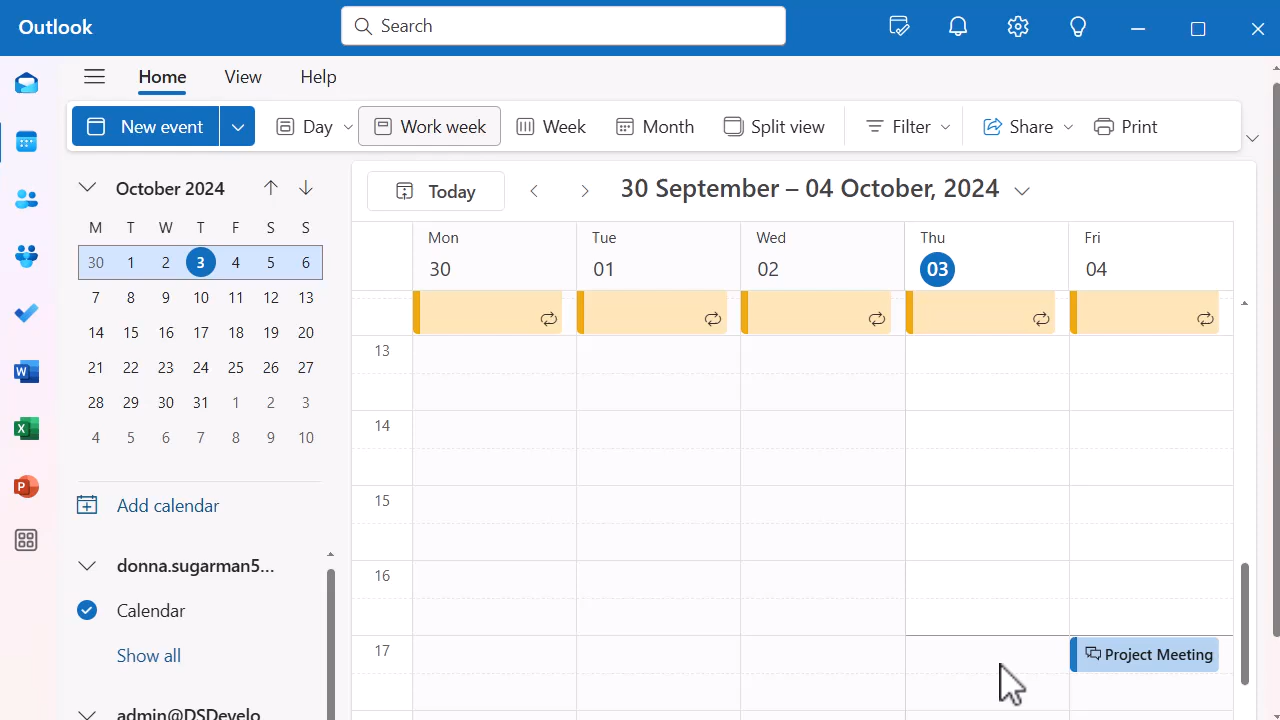 Outlook
Search
Home View Help
New event Day Work week Week Month Split view Filter Share Print
October 2024
M T W T F S S
30 1 2 3 4 5 6
7 8 9 10 11 12 13
14 15 16 17 18 19 20
21 22 23 24 25 26 27
28 29 30 31 1 2 3
4 5 6 7 8 9 10
Add calendar
donna.sugarman5...
Calendar
Show all
admin@DSDevelo
Today 30 September – 04 October, 2024
Mon Tue Wed Thu Fri
30 01 02 03 04
13
14
15
16
17 Project Meeting